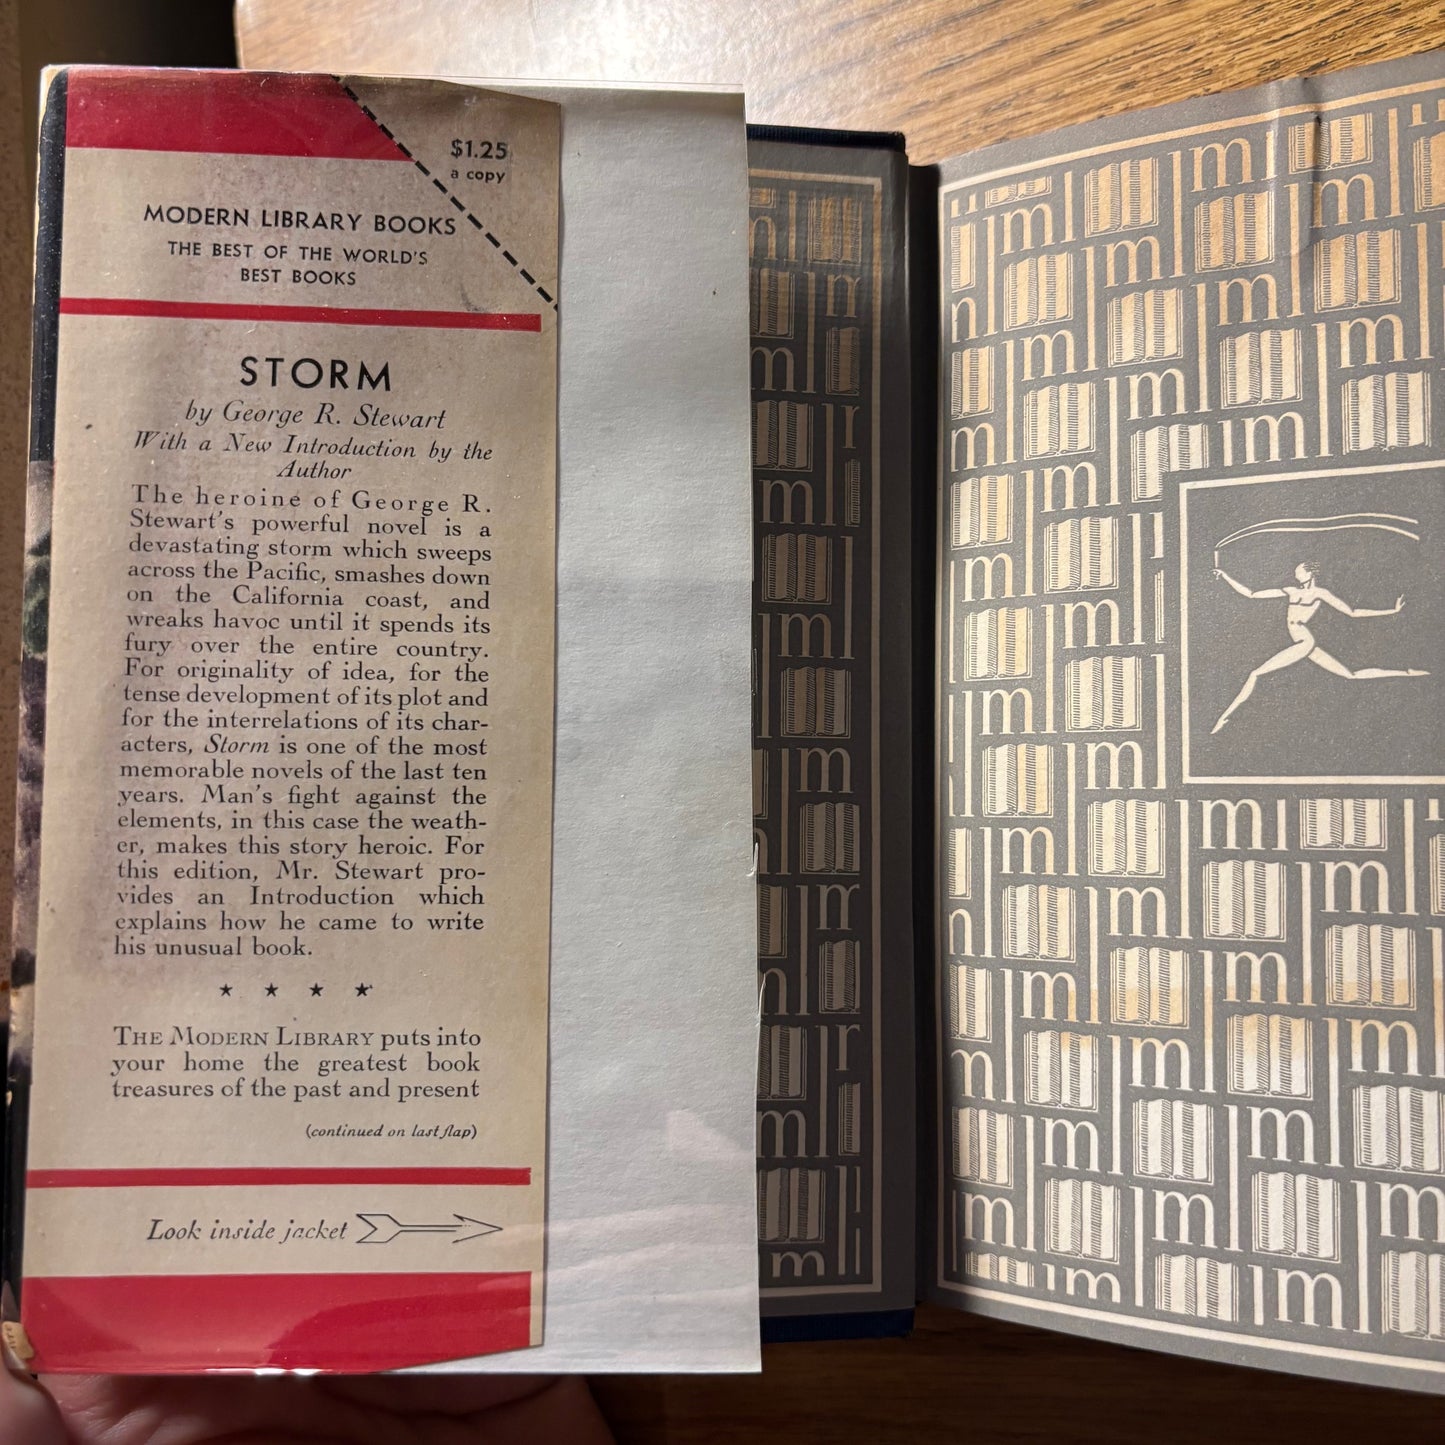 $1.25
a copy
MODERN LIBRARY BOOKS
THE BEST OF THE WORLD'S
BEST BOOKS
STORM
by George R. Stewart
With a New Introduction by the
Author
The heroine of George R.
Stewart's powerful novel is a
devastating storm which sweeps
across the Pacific, smashes down
on the California coast, and
wreaks havoc until it spends its
fury over the entire country.
For originality of idea, for the
tense development of its plot and
for the interrelations of its char-
acters, Storm is one of the most
memorable novels of the last ten
years. Man's fight against the
elements, in this case the weath-
er, makes this story heroic. For
this edition, Mr. Stewart pro-
vides an Introduction which
explains how he came to write
his unusual book.
★ ★ ★ ★
THE MODERN LIBRARY puts into
your home the greatest book
treasures of the past and present
(continued on last flap)
Look inside jacket
ml